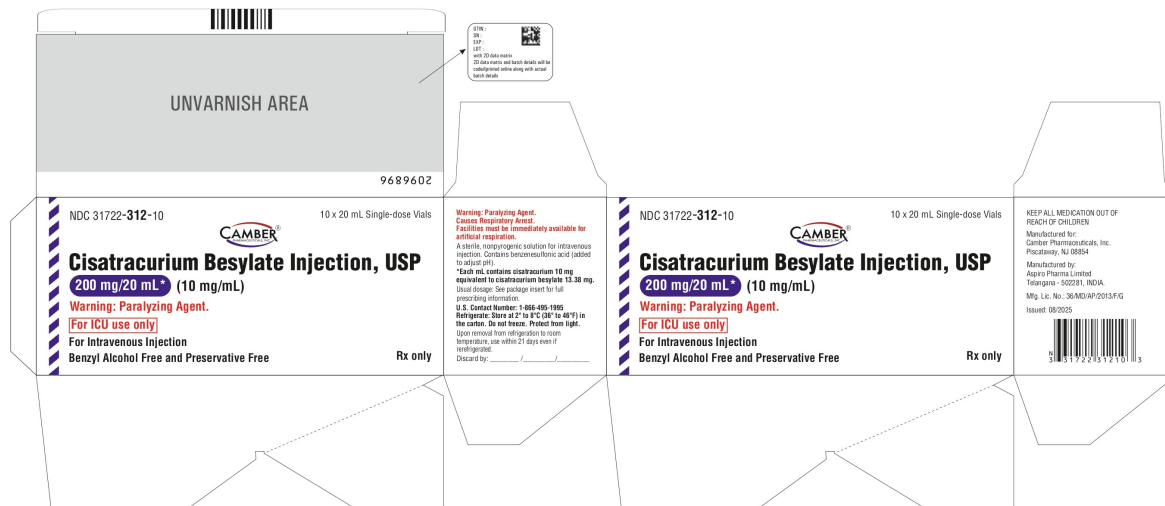 GTIN :
SN :
EXP :
LOT :
with 2D data matrix
2D data matrix and batch details will be
coded/printed online along with actual
batch details
UNVARNISH AREA
2096896
NDC 31722-312-10
10 x 20 mL Single-dose Vials
CAMBER®
PHARMACEUTICALS, INC.
Cisatracurium Besylate Injection, USP
200 mg/20 mL* (10 mg/mL)
Warning: Paralyzing Agent.
For ICU use only
For Intravenous Injection
Benzyl Alcohol Free and Preservative Free
Rx only
Warning: Paralyzing Agent.
Causes Respiratory Arrest.
Facilities must be immediately available for
artificial respiration.
A sterile, nonpyrogenic solution for intravenous
injection. Contains benzenesulfonic acid (added
to adjust pH).
*Each mL contains cisatracurium 10 mg
equivalent to cisatracurium besylate 13.38 mg.
Usual dosage: See package insert for full
prescribing information.
U.S. Contact Number: 1-866-495-1995
Refrigerate: Store at 2° to 8°C (36° to 46°F) in
the carton. Do not freeze. Protect from light.
Upon removal from refrigeration to room
temperature, use within 21 days even if
rerefrigerated.
Discard by: ________ /_________/_________
NDC 31722-312-10
10 x 20 mL Single-dose Vials
CAMBER®
PHARMACEUTICALS, INC.
Cisatracurium Besylate Injection, USP
200 mg/20 mL* (10 mg/mL)
Warning: Paralyzing Agent.
For ICU use only
For Intravenous Injection
Benzyl Alcohol Free and Preservative Free
Rx only
KEEP ALL MEDICATION OUT OF
REACH OF CHILDREN
Manufactured for:
Camber Pharmaceuticals, Inc.
Piscataway, NJ 08854
Manufactured by:
Aspiro Pharma Limited
Telangana - 502281, INDIA.
Mfg. Lic. No.: 36/MD/AP/2013/F/G
Issued: 08/2025
N
3 31722 31210 3